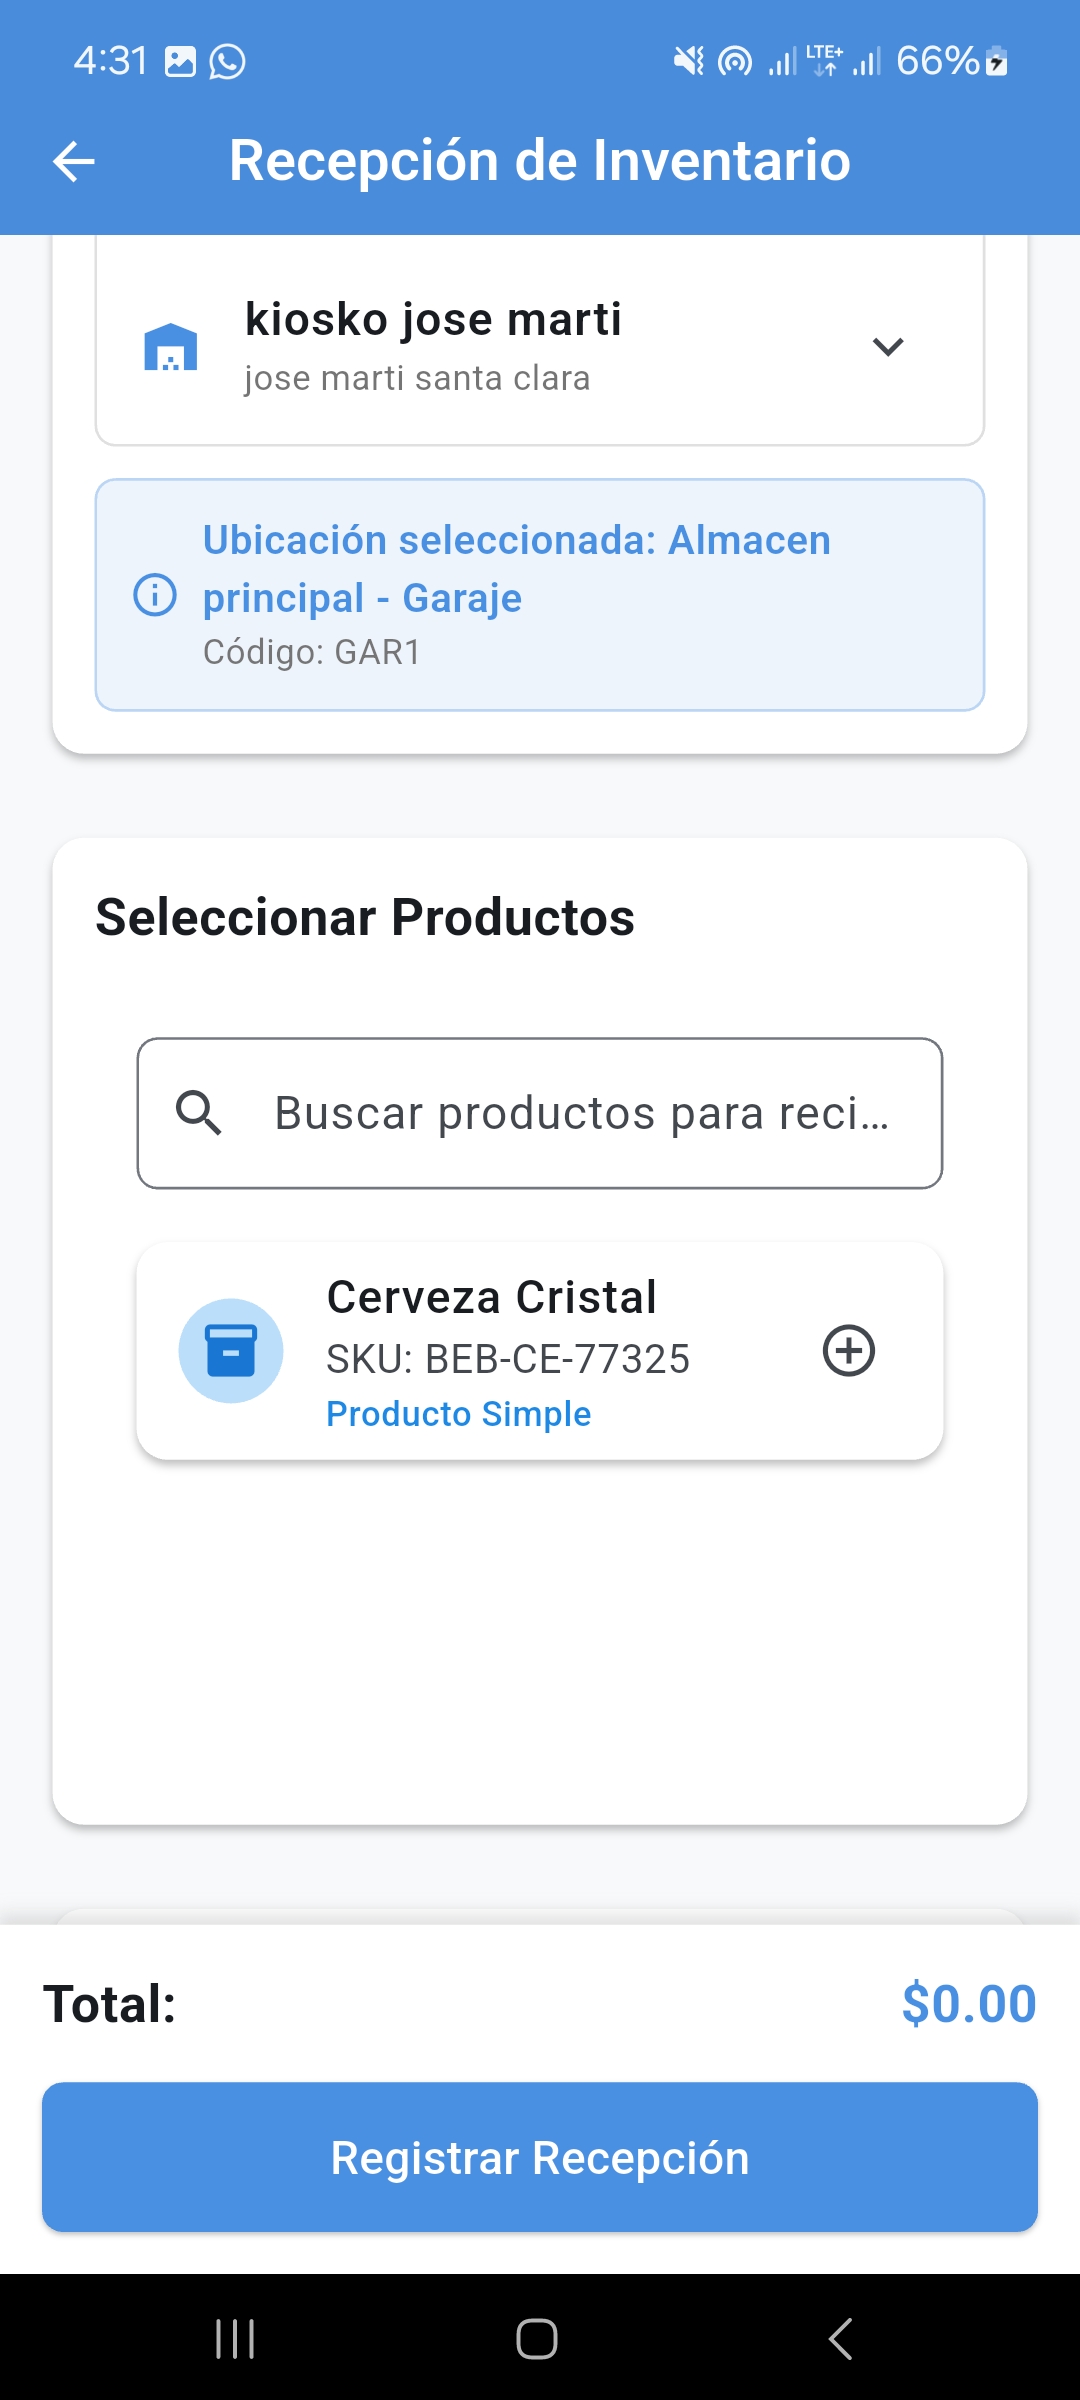 4:31 LTE+ 66%
Recepción de Inventario
kiosko jose marti
jose marti santa clara
Ubicación seleccionada: Almacen
principal - Garaje
Código: GAR1
Seleccionar Productos
Buscar productos para reci…
Cerveza Cristal
SKU: BEB-CE-77325
Producto Simple
Total: $0.00
Registrar Recepción